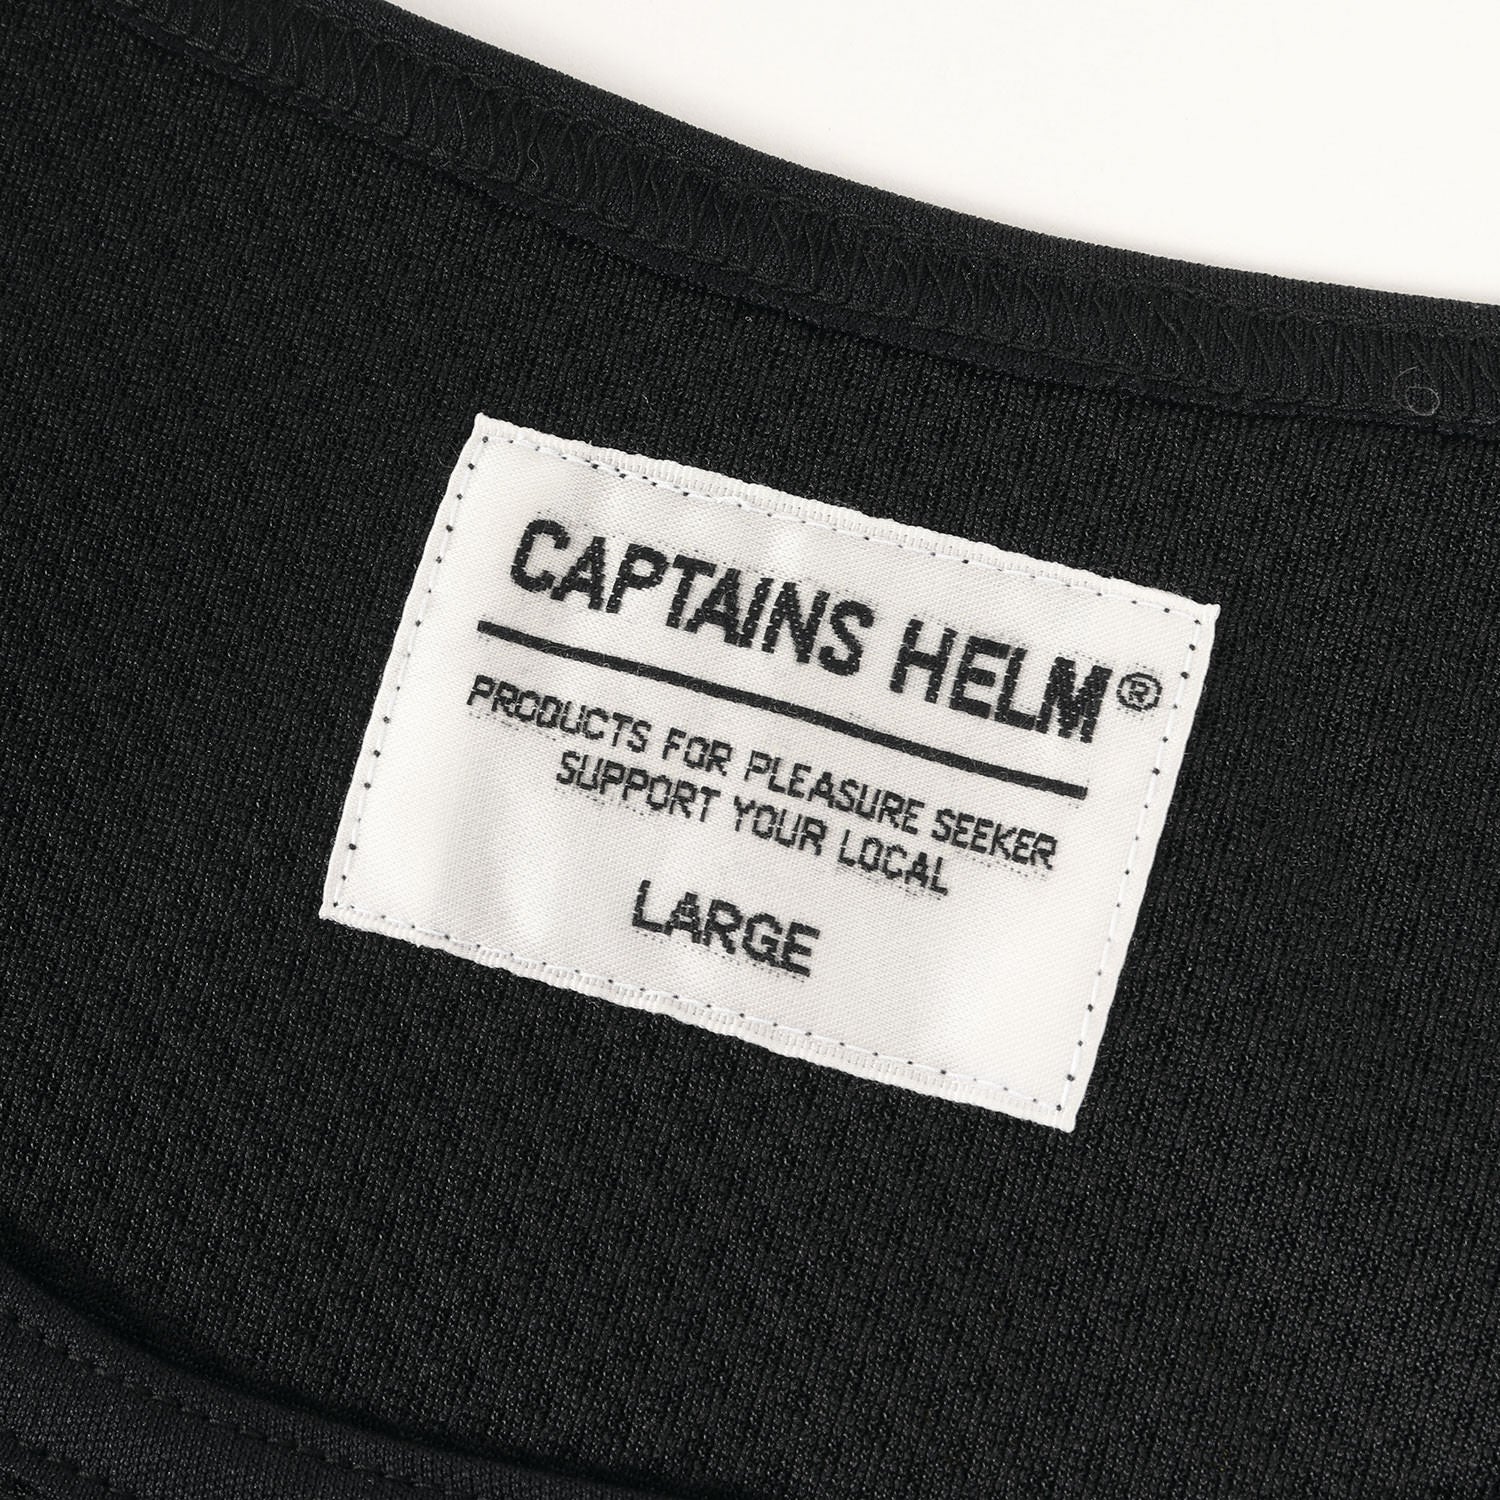 CAPTAINS HELM®
PRODUCTS FOR PLEASURE SEEKER
SUPPORT YOUR LOCAL
LARGE